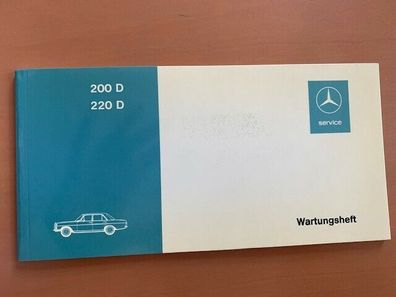 200 D
220 D
service
Wartungsheft